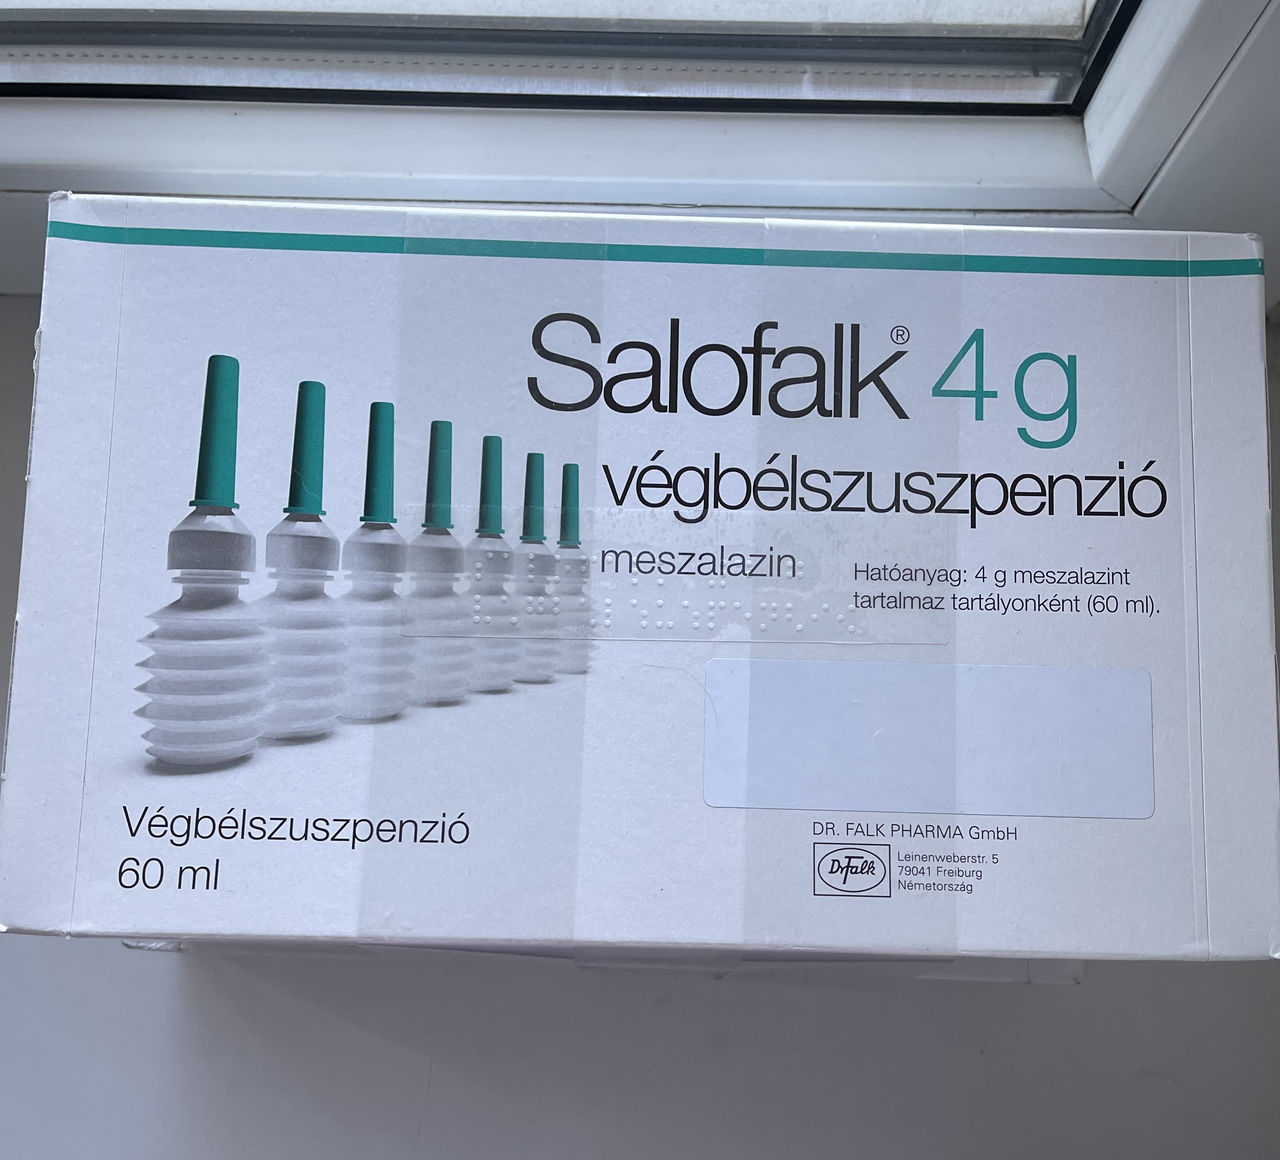 Salofalk® 4 g
végbélszuszpenzió
meszalazin
Hatóanyag: 4 g meszalazint
tartalmaz tartályonként (60 ml).
Végbélszuszpenzió
60 ml
DR. FALK PHARMA GmbH
Dr Falk
Leinenweberstr. 5
79041 Freiburg
Németország